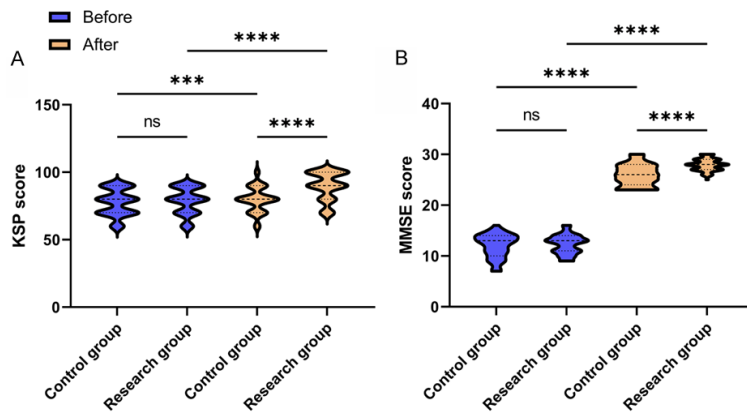 Before
After
A
B
****
***
ns
****
KSP score
150
100
50
0
Control group
Research group
Control group
Research group
****
****
ns
****
MMSE score
40
30
20
10
0
Control group
Research group
Control group
Research group